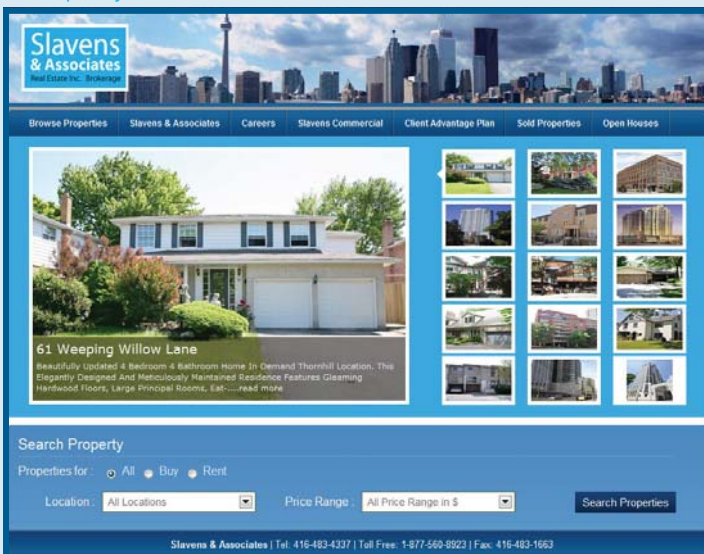 Slavens
& Associates
Real Estate Inc. Brokerage
Browse Properties Slavens & Associates Careers Slavens Commercial Client Advantage Plan Sold Properties Open Houses
61 Weeping Willow Lane
Beautifully Updated 4 Bedroom 4 Bathroom Home In Demand Thornhill Location. This
Elegantly Designed And Meticulously Maintained Residence Features Gleaming
Hardwood Floors, Large Principal Rooms, Eat-....read more
Search Property
Properties for : All Buy Rent
Location : All Locations Price Range : All Price Range in $ Search Properties
Slavens & Associates | Tel: 416-483-4337 | Toll Free: 1-877-560-8923 | Fax: 416-483-1663